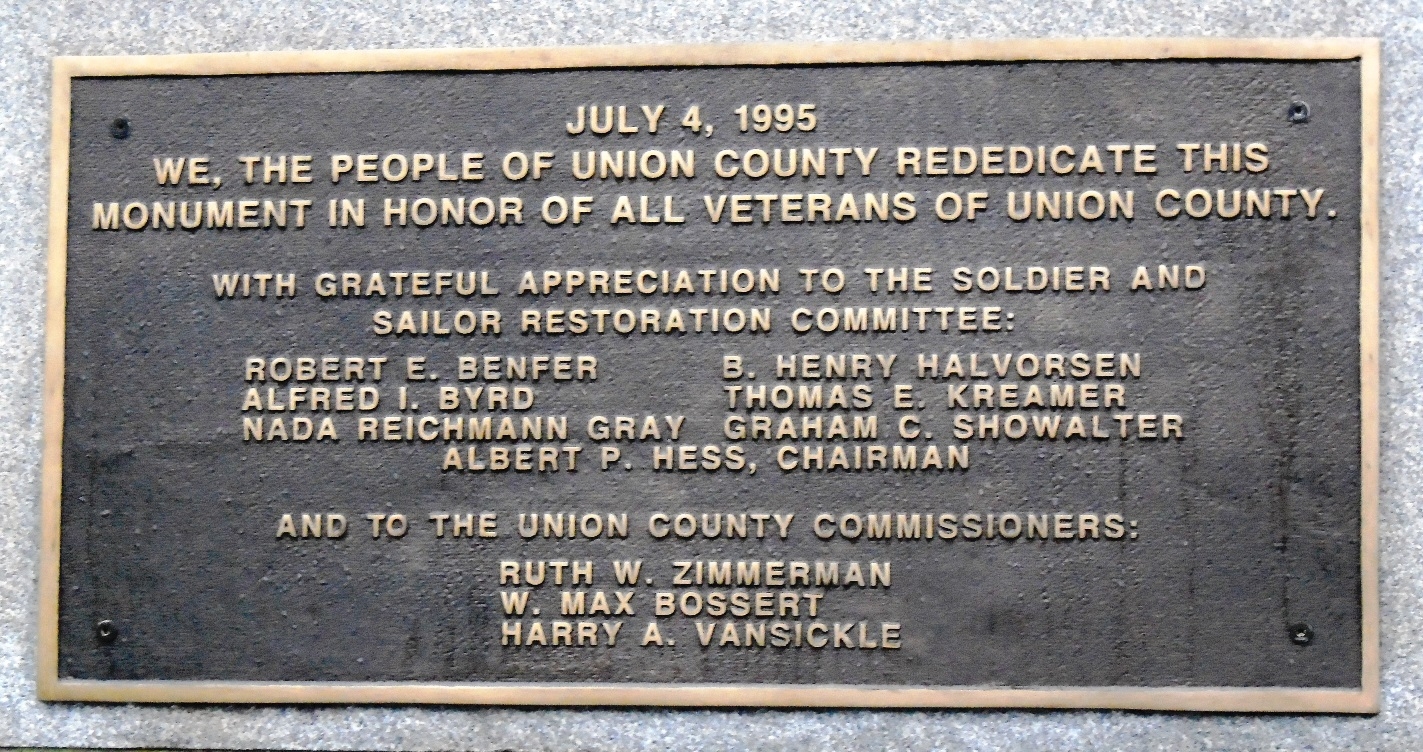 JULY 4, 1995
WE, THE PEOPLE OF UNION COUNTY REDEDICATE THIS
MONUMENT IN HONOR OF ALL VETERANS OF UNION COUNTY.
WITH GRATEFUL APPRECIATION TO THE SOLDIER AND
SAILOR RESTORATION COMMITTEE:
ROBERT E. BENFER B. HENRY HALVORSEN
ALFRED I. BYRD THOMAS E. KREAMER
NADA REICHMANN GRAY GRAHAM C. SHOWALTER
ALBERT P. HESS, CHAIRMAN
AND TO THE UNION COUNTY COMMISSIONERS:
RUTH W. ZIMMERMAN
W. MAX BOSSERT
HARRY A. VANSICKLE